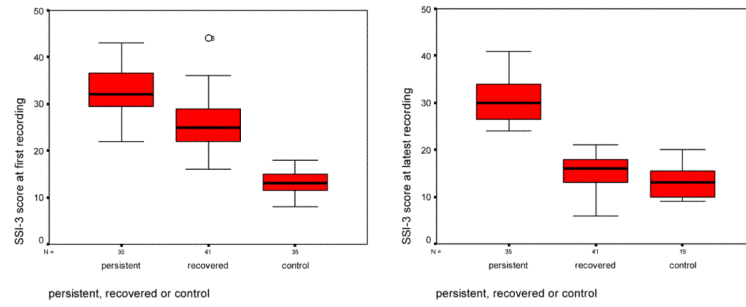 SSI-3 score at first recording
50
40
30
20
10
0
N =
35
41
35
persistent
recovered
control
persistent, recovered or control
SSI-3 score at latest recording
50
40
30
20
10
0
N =
35
41
19
persistent
recovered
control
persistent, recovered or control